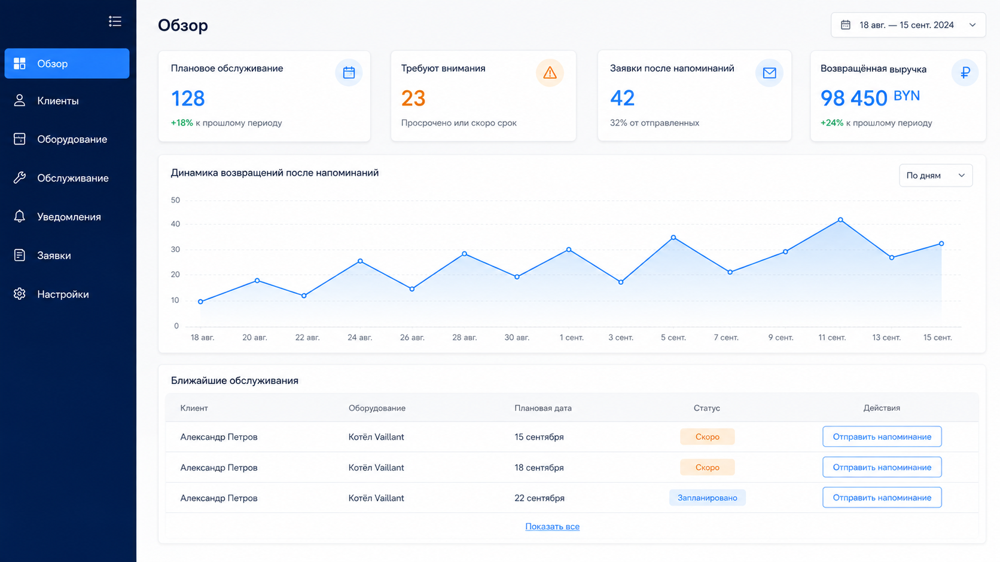 Обзор
Клиенты
Оборудование
Обслуживание
Уведомления
Заявки
Настройки
Обзор
18 авг. — 15 сент. 2024
Плановое обслуживание
128
+18% к прошлому периоду
Требуют внимания
23
Просрочено или скоро срок
Заявки после напоминаний
42
32% от отправленных
Возвращённая выручка
98 450 BYN
+24% к прошлому периоду
Динамика возвращений после напоминаний
По дням
50
40
30
20
10
0
18 авг. 20 авг. 22 авг. 24 авг. 26 авг. 28 авг. 30 авг. 1 сент. 3 сент. 5 сент. 7 сент. 9 сент. 11 сент. 13 сент. 15 сент.
Ближайшие обслуживания
Клиент Оборудование Плановая дата Статус Действия
Александр Петров Котёл Vaillant 15 сентября Скоро Отправить напоминание
Александр Петров Котёл Vaillant 18 сентября Скоро Отправить напоминание
Александр Петров Котёл Vaillant 22 сентября Запланировано Отправить напоминание
Показать все